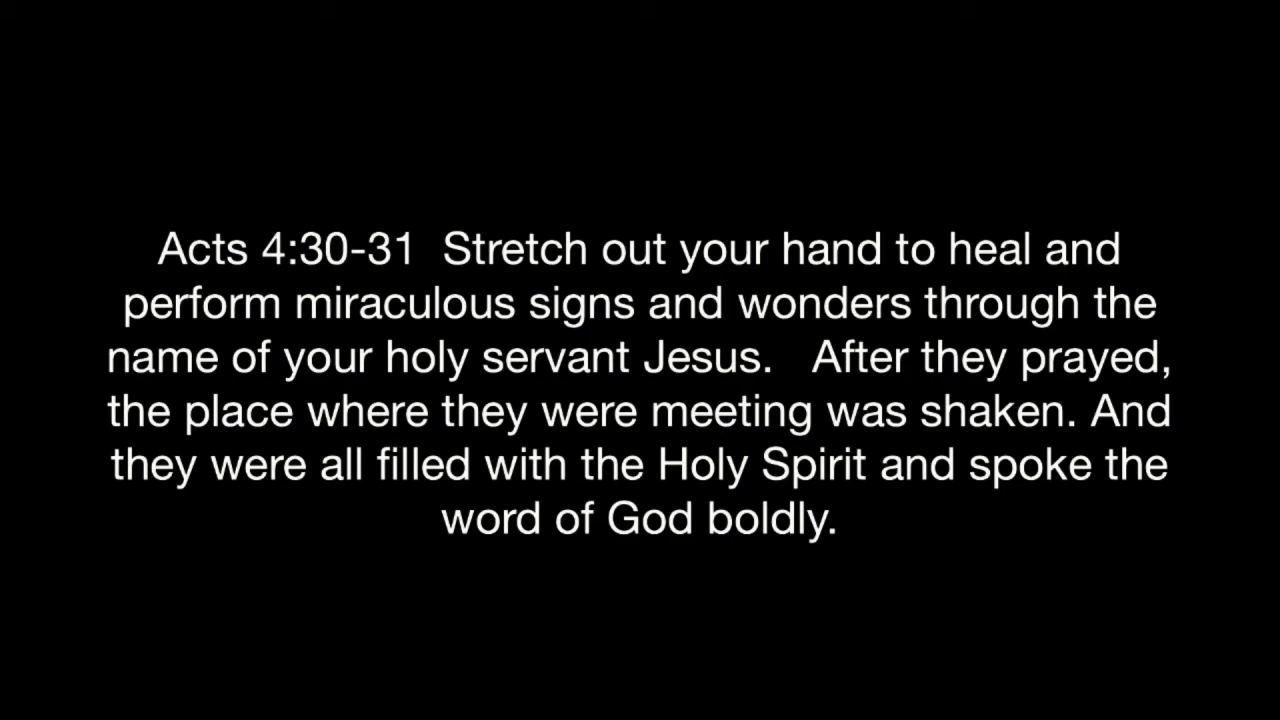 Acts 4:30-31  Stretch out your hand to heal and
perform miraculous signs and wonders through the
name of your holy servant Jesus.   After they prayed,
the place where they were meeting was shaken. And
they were all filled with the Holy Spirit and spoke the
word of God boldly.